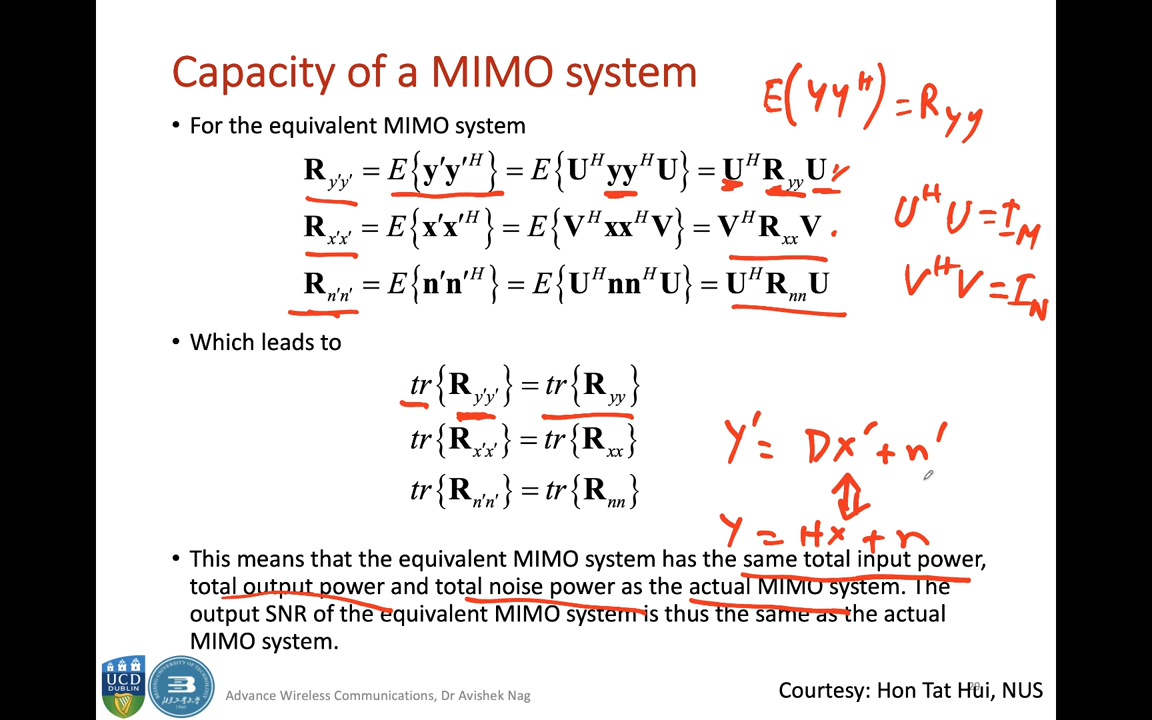 Capacity of a MIMO system
E(YY^H) = R_yy
• For the equivalent MIMO system
R_y'y' = E{y'y'^H} = E{U^H yy^H U} = U^H R_yy U
U^H U = I_M
R_x'x' = E{x'x'^H} = E{V^H xx^H V} = V^H R_xx V
V^H V = I_N
R_n'n' = E{n'n'^H} = E{U^H nn^H U} = U^H R_nn U
• Which leads to
tr{R_y'y'} = tr{R_yy}
tr{R_x'x'} = tr{R_xx}
Y' = Dx' + n'
tr{R_n'n'} = tr{R_nn}
Y = Hx + n
• This means that the equivalent MIMO system has the same total input power,
total output power and total noise power as the actual MIMO system. The
output SNR of the equivalent MIMO system is thus the same as the actual
MIMO system.
UCD
DUBLIN
Advance Wireless Communications, Dr Avishek Nag
Courtesy: Hon Tat Hui, NUS